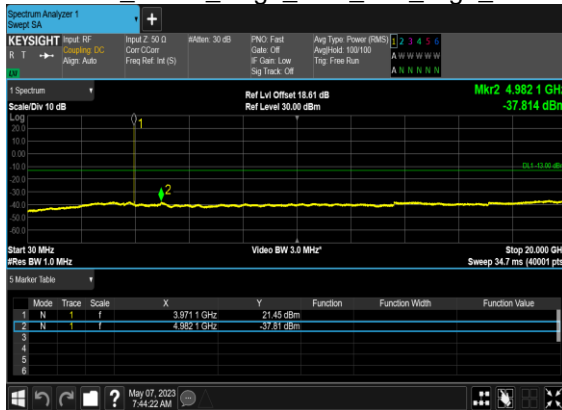 Spectrum Analyzer 1
Swept SA
+
KEYSIGHT Input: RF Input Z: 50 Ω #Atten: 30 dB PNO: Fast Avg Type: Power (RMS) 1 2 3 4 5 6
R T Coupling: DC Corr CCorr Gate: Off Avg|Hold: 100/100 A W W W W W
Align: Auto Freq Ref: Int (S) IF Gain: Low Trig: Free Run
Sig Track: Off A N N N N N
1 Spectrum Ref Lvl Offset 18.61 dB Mkr2 4.982 1 GHz
Scale/Div 10 dB Ref Level 30.00 dBm -37.814 dBm
Log
20.0
10.0
0.00
-10.0
-20.0
-30.0
-40.0
-50.0
-60.0
1
2
DL1 -13.00 dBm
Start 30 MHz Video BW 3.0 MHz* Stop 20.000 GHz
#Res BW 1.0 MHz Sweep 34.7 ms (40001 pts)
5 Marker Table
Mode Trace Scale X Y Function Function Width Function Value
1 N 1 f 3.971 1 GHz 21.45 dBm
2 N 1 f 4.982 1 GHz -37.81 dBm
3
4
5
6
? May 07, 2023
7:44:22 AM